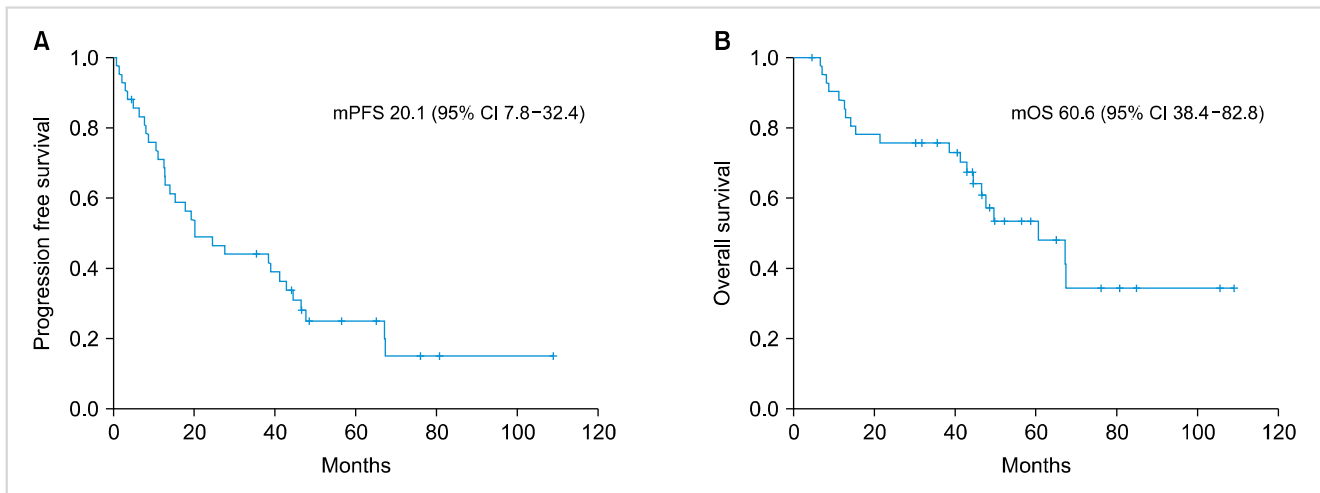 A
mPFS 20.1 (95% CI 7.8−32.4)
Progression free survival
1.0
0.8
0.6
0.4
0.2
0.0
0 20 40 60 80 100 120
Months
B
mOS 60.6 (95% CI 38.4−82.8)
Overall survival
1.0
0.8
0.6
0.4
0.2
0.0
0 20 40 60 80 100 120
Months